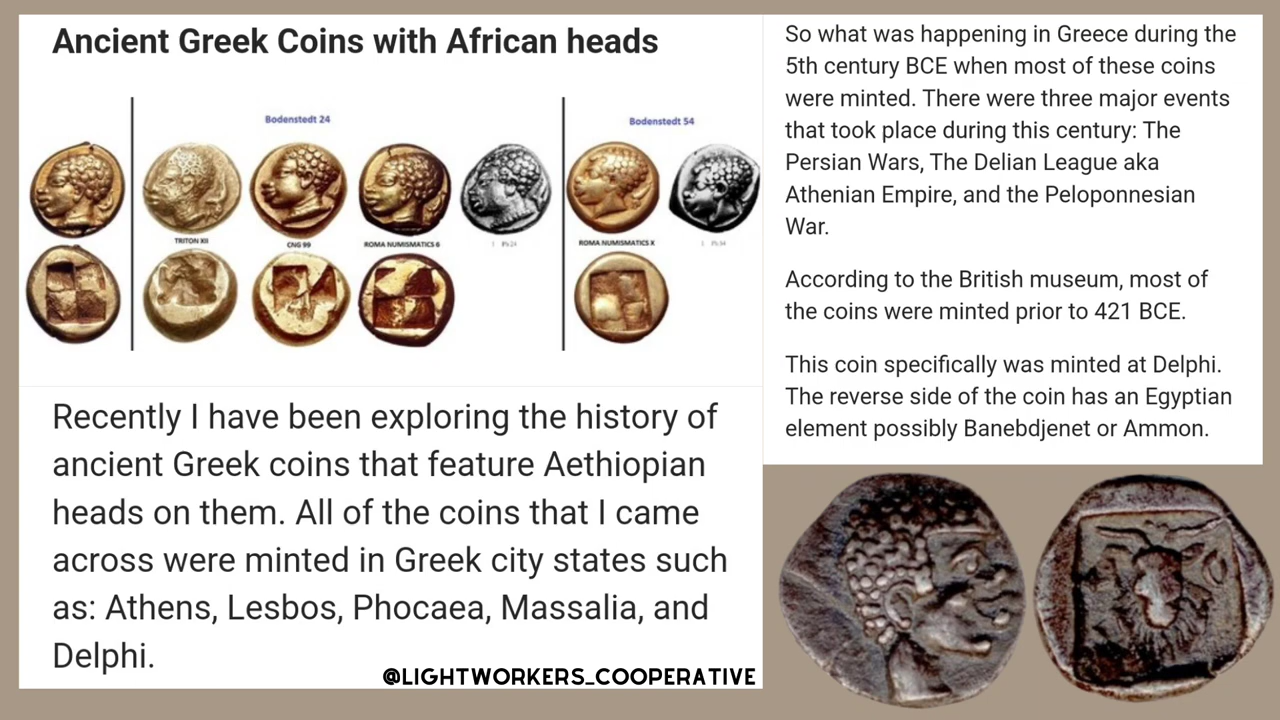 Ancient Greek Coins with African heads
Bodenstedt 24
Bodenstedt 54
TRITON XII
CNG 99
ROMA NUMISMATICS 6
ROMA NUMISMATICS X
Recently I have been exploring the history of
ancient Greek coins that feature Aethiopian
heads on them. All of the coins that I came
across were minted in Greek city states such
as: Athens, Lesbos, Phocaea, Massalia, and
Delphi.
@LIGHTWORKERS_COOPERATIVE
So what was happening in Greece during the
5th century BCE when most of these coins
were minted. There were three major events
that took place during this century: The
Persian Wars, The Delian League aka
Athenian Empire, and the Peloponnesian
War.
According to the British museum, most of
the coins were minted prior to 421 BCE.
This coin specifically was minted at Delphi.
The reverse side of the coin has an Egyptian
element possibly Banebdjenet or Ammon.